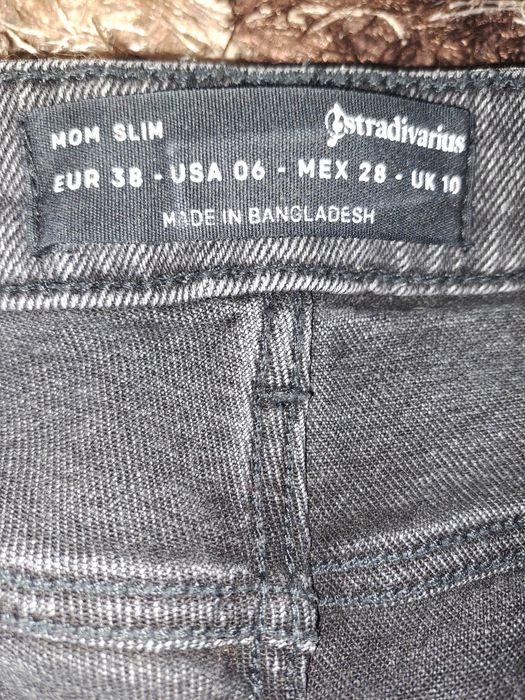 MOM SLIM stradivarius
EUR 38 - USA 06 - MEX 28 - UK 10
MADE IN BANGLADESH